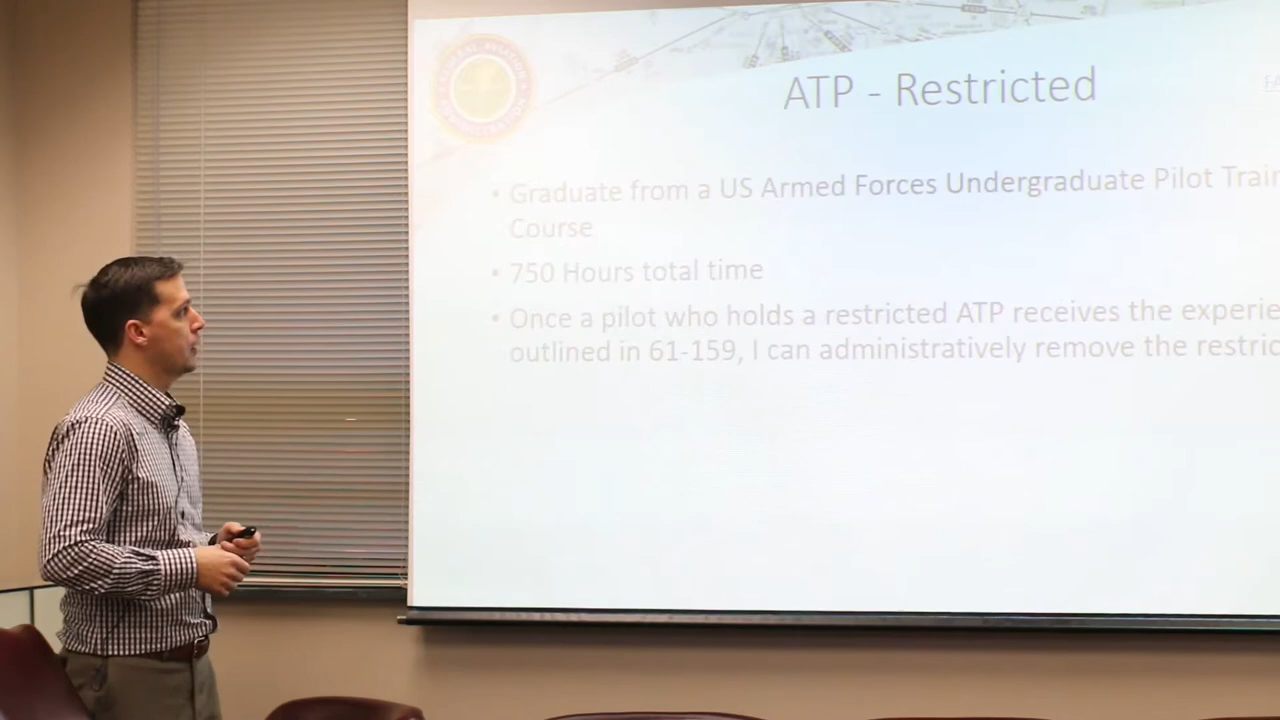 ATP - Restricted
• Graduate from a US Armed Forces Undergraduate Pilot Train
Course
• 750 Hours total time
• Once a pilot who holds a restricted ATP receives the experie
outlined in 61-159, I can administratively remove the restric